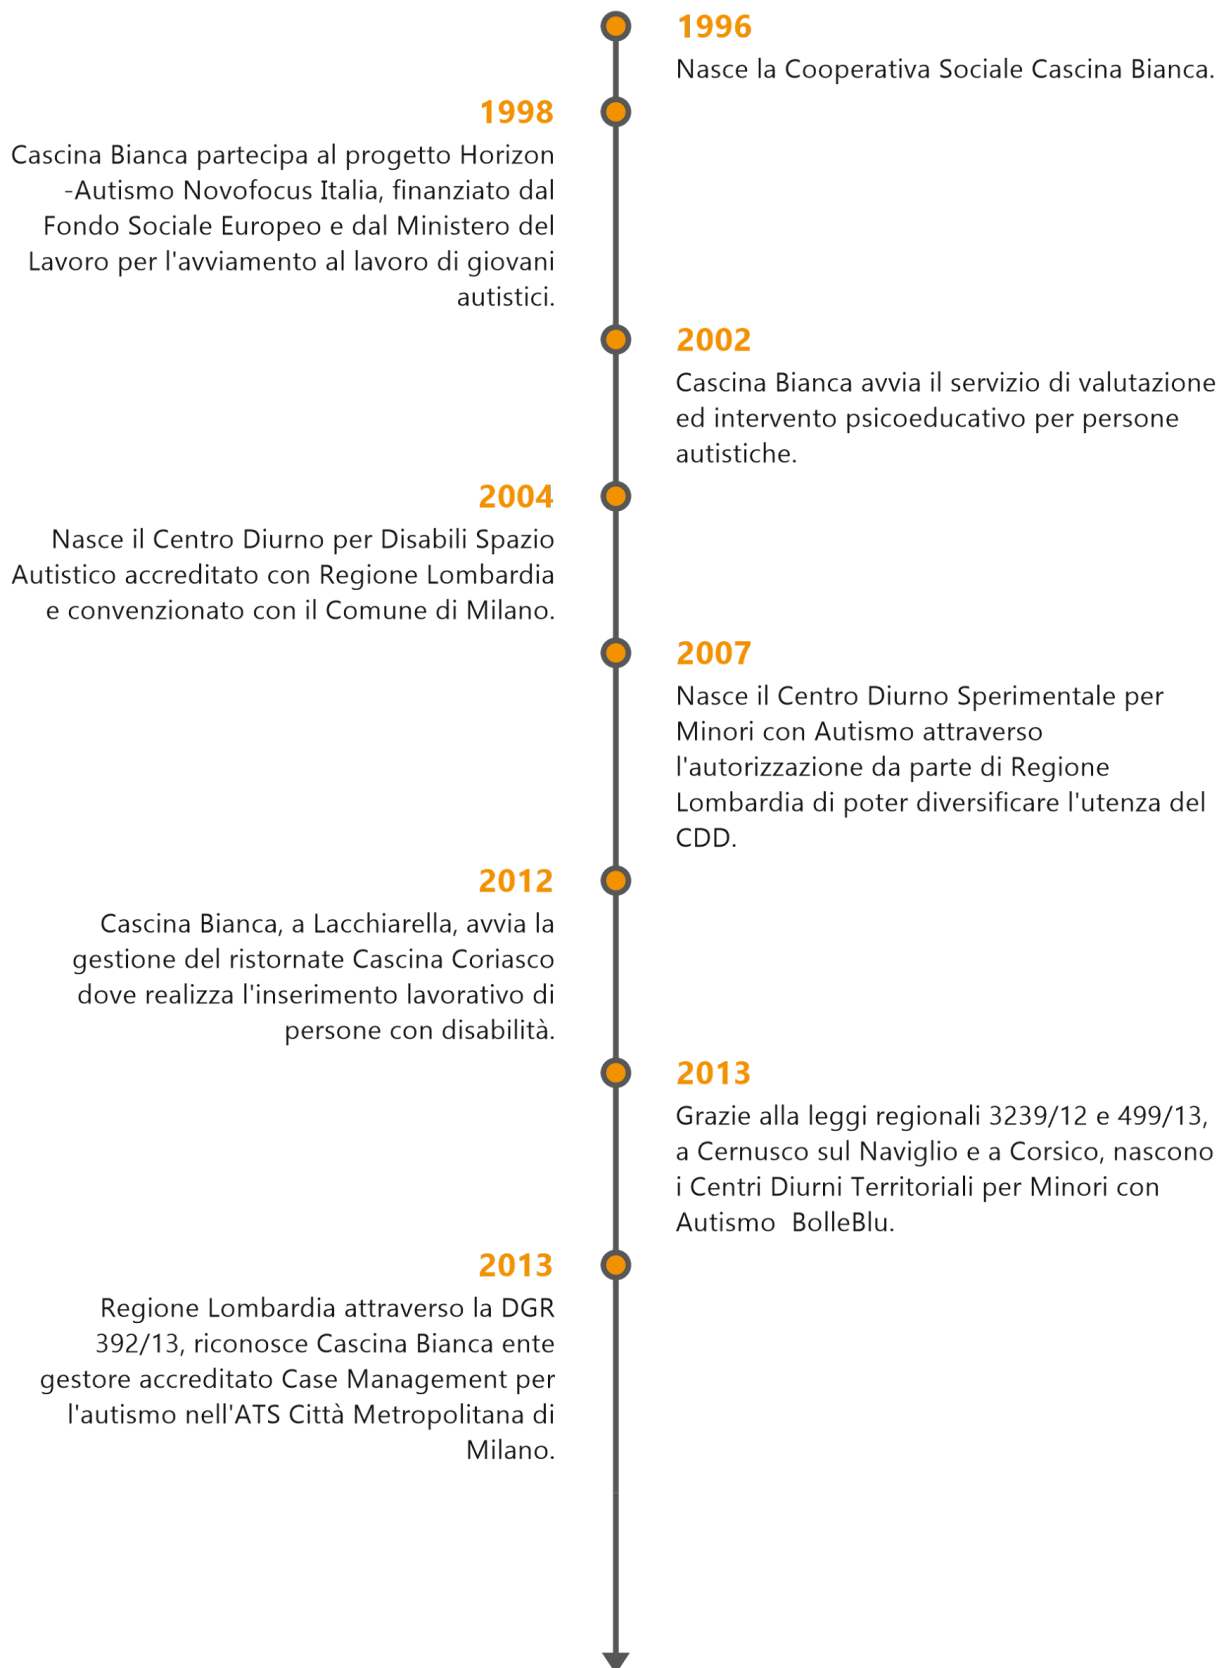 1996
Nasce la Cooperativa Sociale Cascina Bianca.
1998
Cascina Bianca partecipa al progetto Horizon
-Autismo Novofocus Italia, finanziato dal
Fondo Sociale Europeo e dal Ministero del
Lavoro per l'avviamento al lavoro di giovani
autistici.
2002
Cascina Bianca avvia il servizio di valutazione
ed intervento psicoeducativo per persone
autistiche.
2004
Nasce il Centro Diurno per Disabili Spazio
Autistico accreditato con Regione Lombardia
e convenzionato con il Comune di Milano.
2007
Nasce il Centro Diurno Sperimentale per
Minori con Autismo attraverso
l'autorizzazione da parte di Regione
Lombardia di poter diversificare l'utenza del
CDD.
2012
Cascina Bianca, a Lacchiarella, avvia la
gestione del ristornate Cascina Coriasco
dove realizza l'inserimento lavorativo di
persone con disabilità.
2013
Grazie alla leggi regionali 3239/12 e 499/13,
a Cernusco sul Naviglio e a Corsico, nascono
i Centri Diurni Territoriali per Minori con
Autismo  BolleBlu.
2013
Regione Lombardia attraverso la DGR
392/13, riconosce Cascina Bianca ente
gestore accreditato Case Management per
l'autismo nell'ATS Città Metropolitana di
Milano.